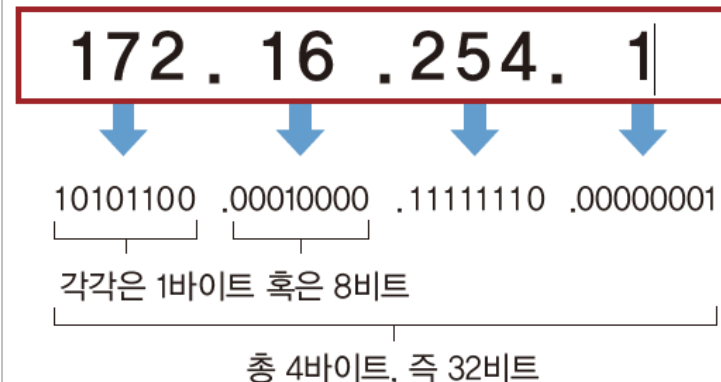 172 . 16 . 254 . 1
10101100 .00010000 .11111110 .00000001
각각은 1바이트 혹은 8비트
총 4바이트, 즉 32비트